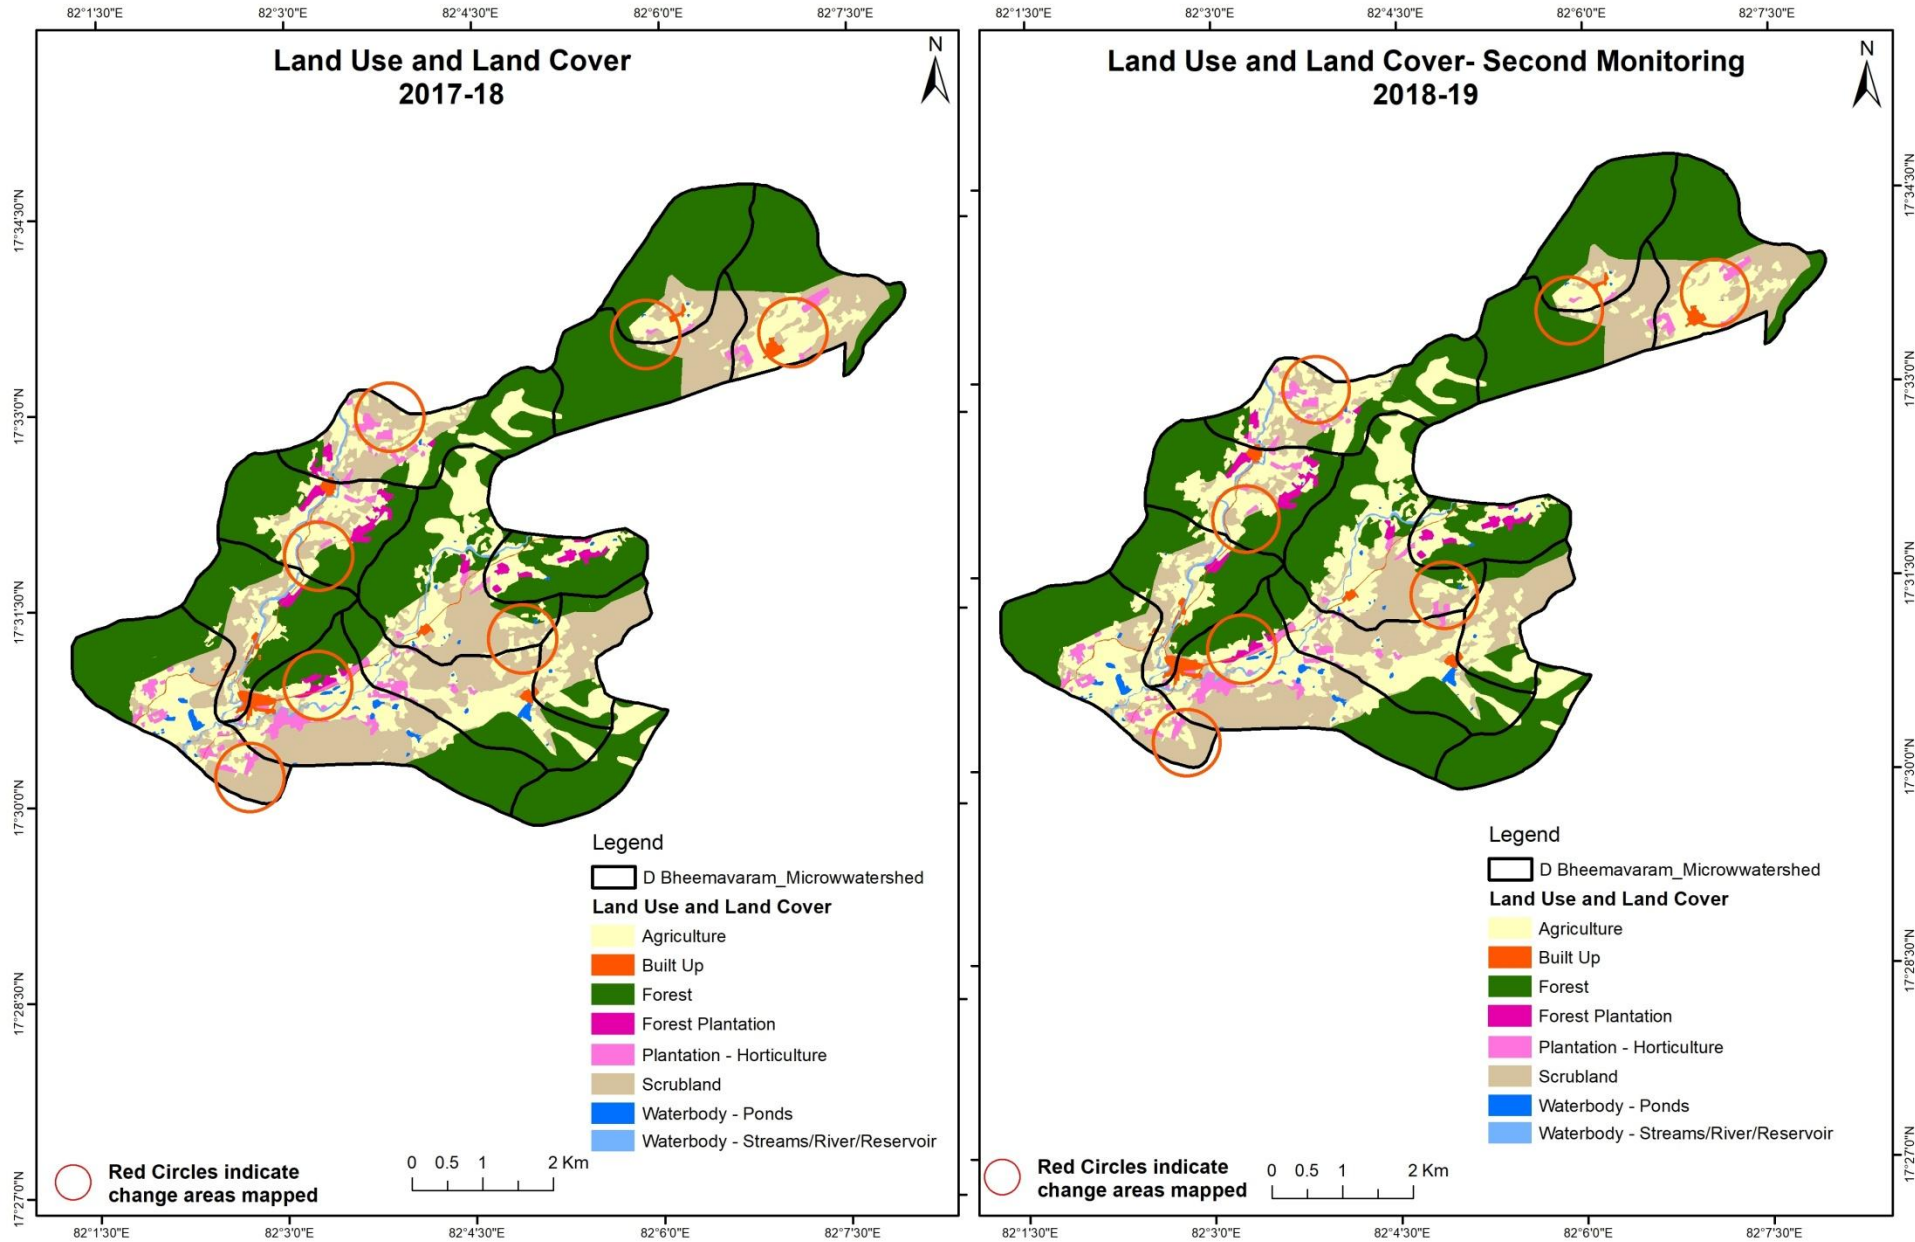 82°1'30"E 82°3'0"E 82°4'30"E 82°6'0"E 82°7'30"E
Land Use and Land Cover
2017-18
N
17°34'30"N
17°33'0"N
17°31'30"N
17°30'0"N
17°28'30"N
17°27'0"N
Legend
D Bheemavaram_Microwwatershed
Land Use and Land Cover
Agriculture
Built Up
Forest
Forest Plantation
Plantation - Horticulture
Scrubland
Waterbody - Ponds
Waterbody - Streams/River/Reservoir
Red Circles indicate
change areas mapped
0 0.5 1 2 Km
82°1'30"E 82°3'0"E 82°4'30"E 82°6'0"E 82°7'30"E
82°1'30"E 82°3'0"E 82°4'30"E 82°6'0"E 82°7'30"E
Land Use and Land Cover- Second Monitoring
2018-19
N
17°34'30"N
17°33'0"N
17°31'30"N
17°30'0"N
17°28'30"N
17°27'0"N
Legend
D Bheemavaram_Microwwatershed
Land Use and Land Cover
Agriculture
Built Up
Forest
Forest Plantation
Plantation - Horticulture
Scrubland
Waterbody - Ponds
Waterbody - Streams/River/Reservoir
Red Circles indicate
change areas mapped
0 0.5 1 2 Km
82°1'30"E 82°3'0"E 82°4'30"E 82°6'0"E 82°7'30"E